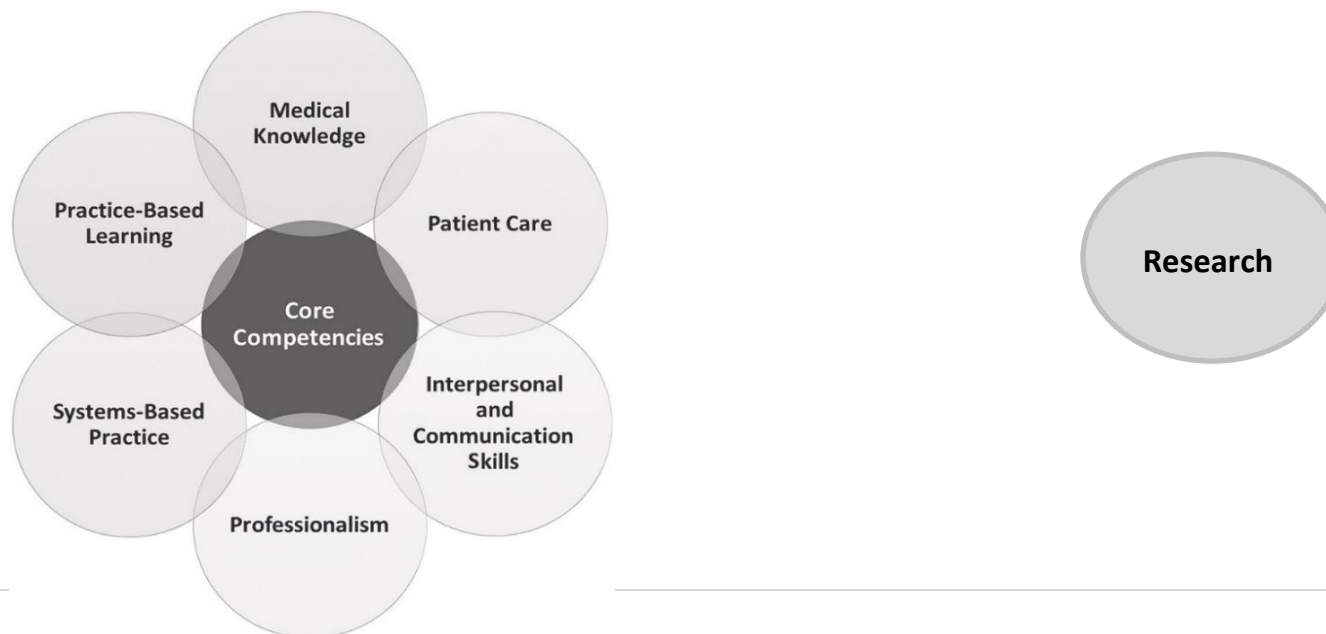 Medical
Knowledge
Practice-Based
Learning
Patient Care
Core
Competencies
Systems-Based
Practice
Interpersonal
and
Communication
Skills
Professionalism
Research